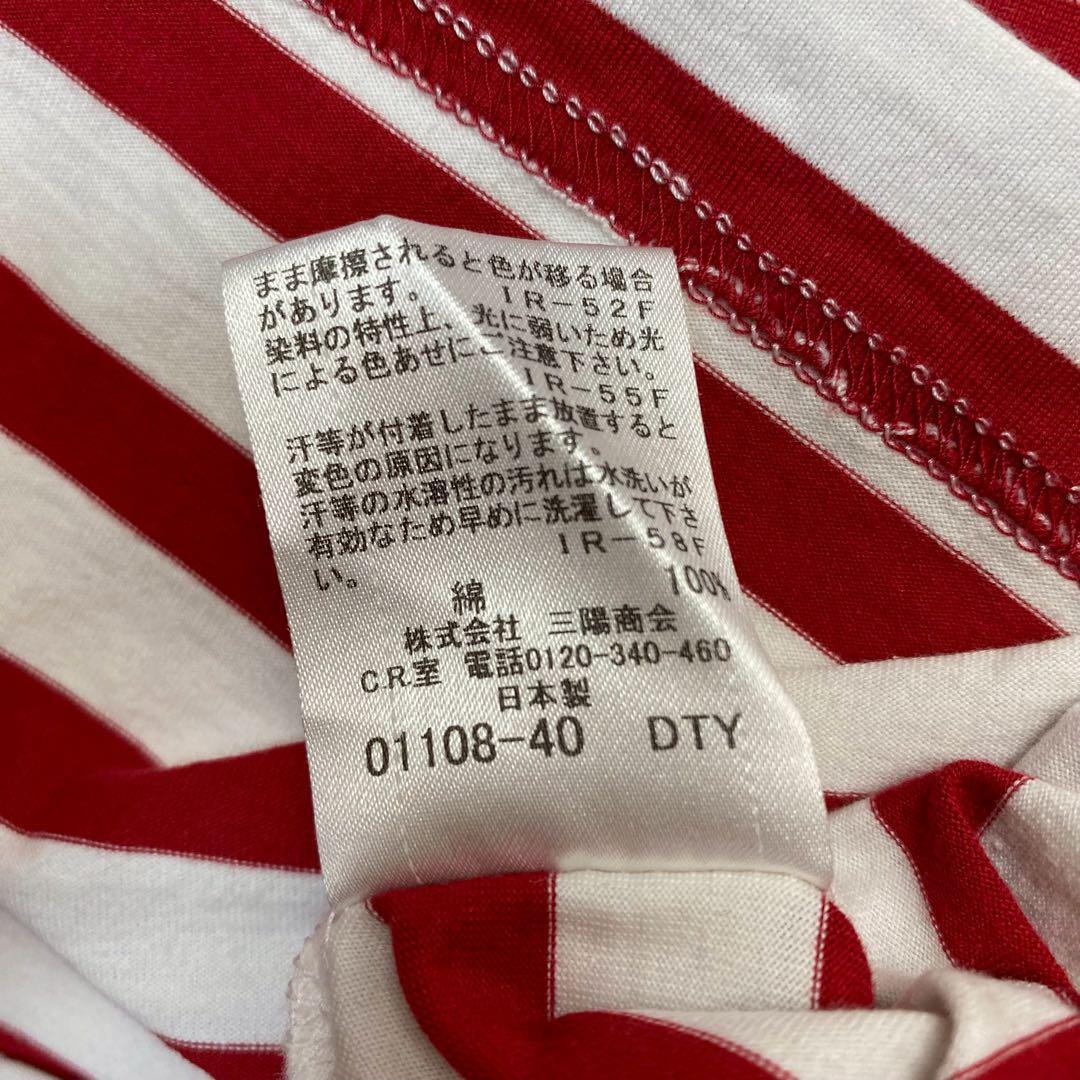 まま摩擦されると色が移る場合
があります。 IR-52F
染料の特性上、光に弱いため光
による色あせにご注意下さい。
IR-55F
汗等が付着したまま放置すると
変色の原因になります。
汗等の水溶性の汚れは水洗いが
有効なため早めに洗濯して下さ
い。 IR-58F
綿 100%
株式会社 三陽商会
C.R.室 電話0120-340-460
日本製
01108-40 DTY